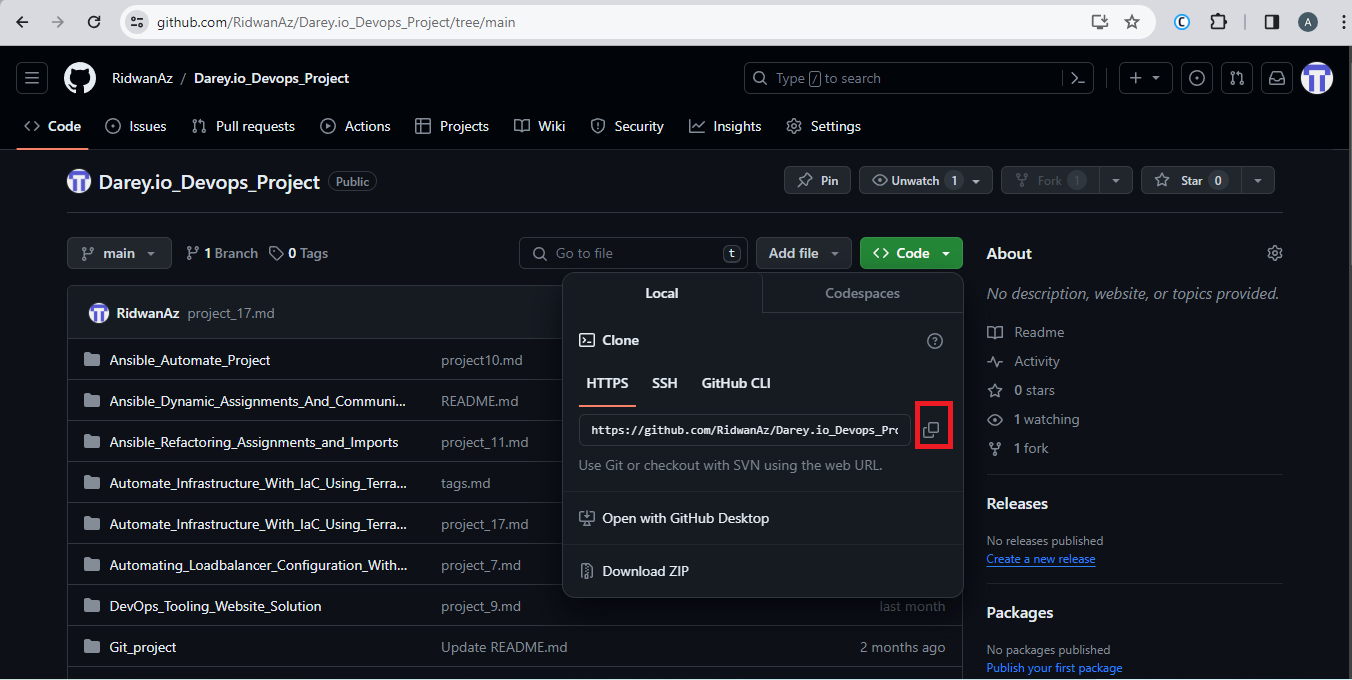 github.com/RidwanAz/Darey.io_Devops_Project/tree/main
A
RidwanAz / Darey.io_Devops_Project
Type / to search
Code Issues Pull requests Actions Projects Wiki Security Insights Settings
Darey.io_Devops_Project Public
Pin Unwatch 1 Fork 1 Star 0
main 1 Branch 0 Tags Go to file t Add file Code
RidwanAz project_17.md
Ansible_Automate_Project project10.md
Ansible_Dynamic_Assignments_And_Communi... README.md
Ansible_Refactoring_Assignments_and_Imports project_11.md
Automate_Infrastructure_With_IaC_Using_Terra... tags.md
Automate_Infrastructure_With_IaC_Using_Terra... project_17.md
Automating_Loadbalancer_Configuration_With... project_7.md
DevOps_Tooling_Website_Solution project_9.md last month
Git_project Update README.md 2 months ago
Local Codespaces
Clone
HTTPS SSH GitHub CLI
https://github.com/RidwanAz/Darey.io_Devops_Pro
Use Git or checkout with SVN using the web URL.
Open with GitHub Desktop
Download ZIP
About
No description, website, or topics provided.
Readme
Activity
0 stars
1 watching
1 fork
Releases
No releases published
Create a new release
Packages
No packages published
Publish your first package